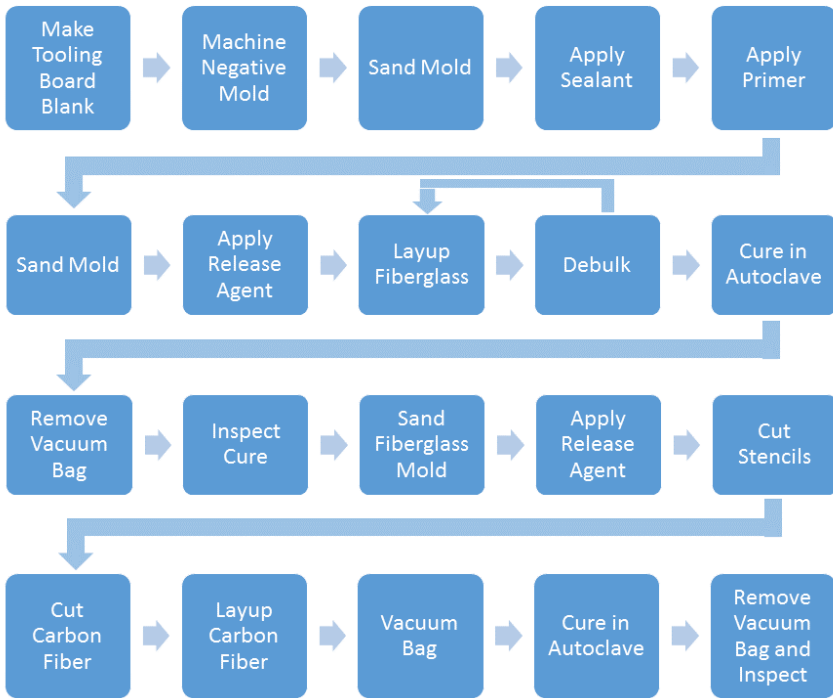 Make
Tooling
Board
Blank
Machine
Negative
Mold
Sand Mold
Apply
Sealant
Apply
Primer
Sand Mold
Apply
Release
Agent
Layup
Fiberglass
Debulk
Cure in
Autoclave
Remove
Vacuum
Bag
Inspect
Cure
Sand
Fiberglass
Mold
Apply
Release
Agent
Cut
Stencils
Cut
Carbon
Fiber
Layup
Carbon
Fiber
Vacuum
Bag
Cure in
Autoclave
Remove
Vacuum
Bag and
Inspect